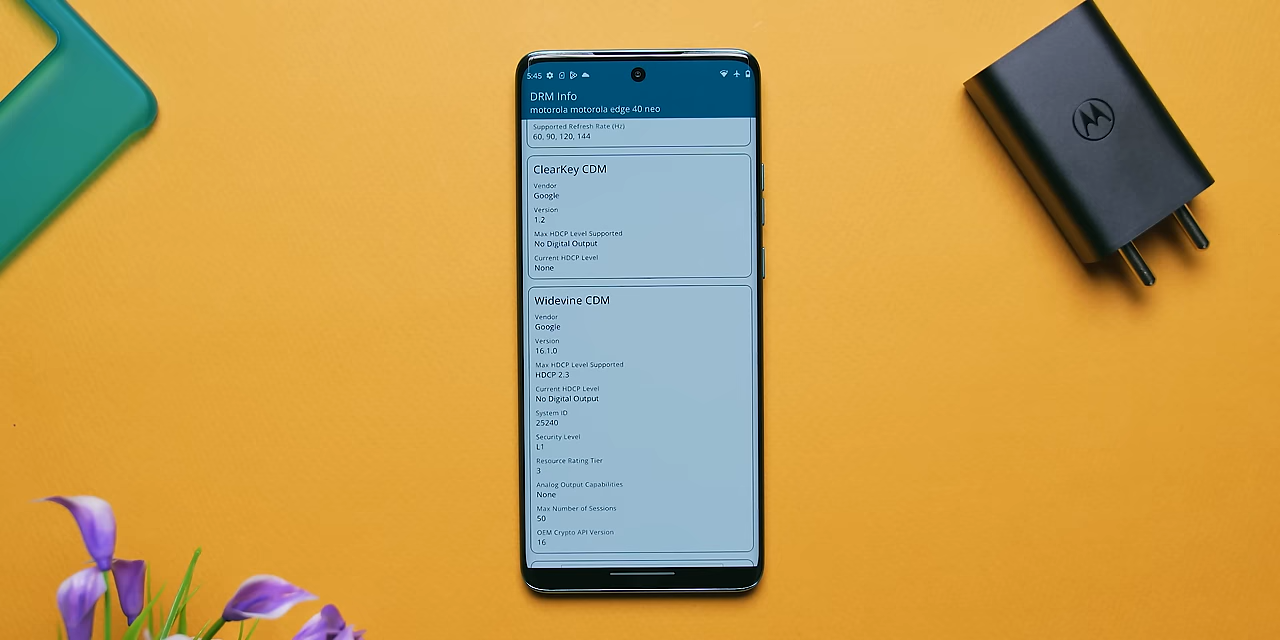 5:45
DRM Info
motorola motorola edge 40 neo
Supported Refresh Rate (Hz)
60, 90, 120, 144
ClearKey CDM
Vendor
Google
Version
1.2
Max HDCP Level Supported
No Digital Output
Current HDCP Level
None
Widevine CDM
Vendor
Google
Version
16.1.0
Max HDCP Level Supported
HDCP 2.3
Current HDCP Level
No Digital Output
System ID
25240
Security Level
L1
Resource Rating Tier
3
Analog Output Capabilities
None
Max Number of Sessions
50
OEM Crypto API Version
16